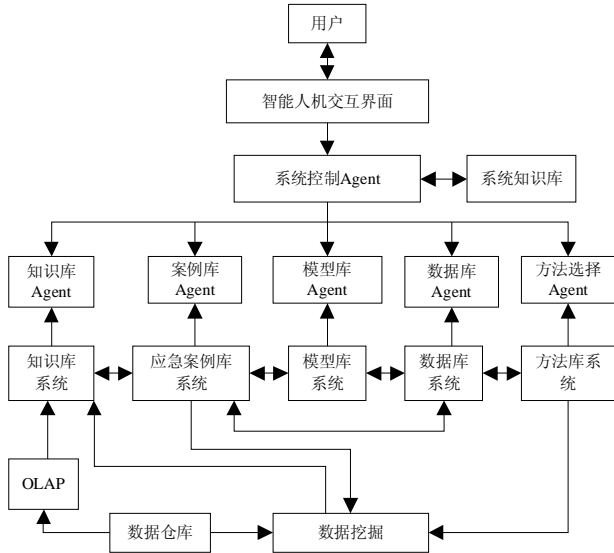 用户
智能人机交互界面
系统控制Agent
系统知识库
知识库
Agent
案例库
Agent
模型库
Agent
数据库
Agent
方法选择
Agent
知识库
系统
应急案例库
系统
模型库
系统
数据库
系统
方法库系
统
OLAP
数据仓库
数据挖掘